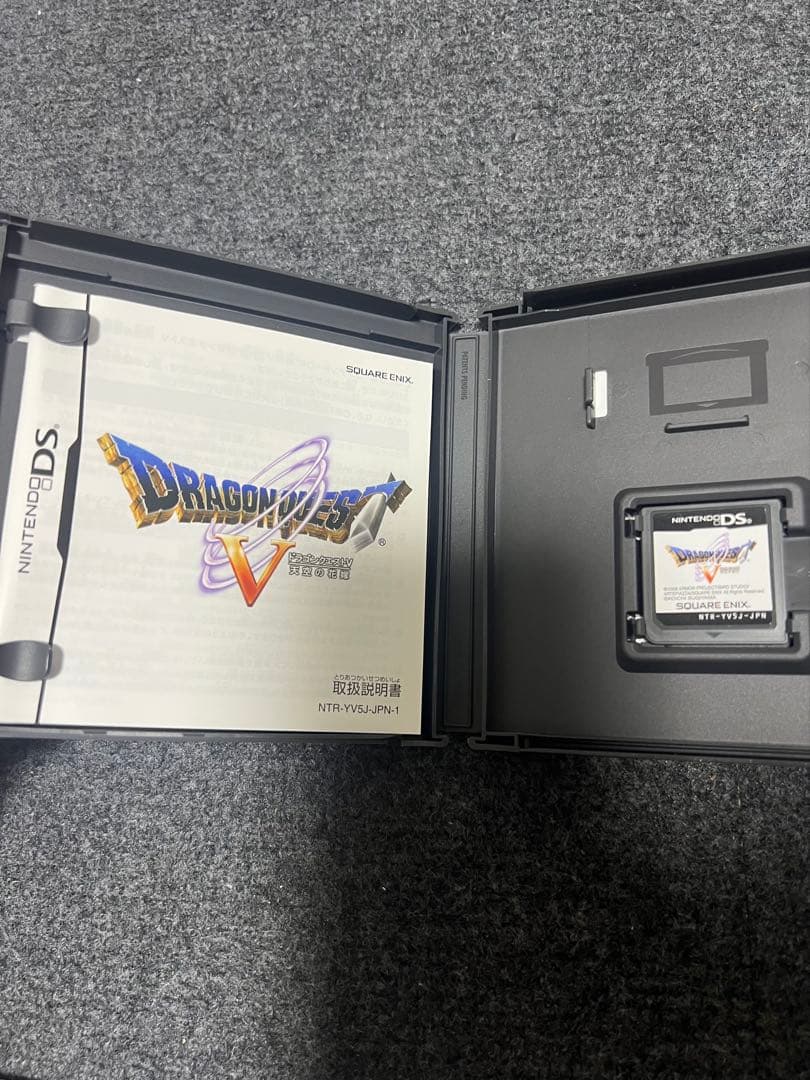 SQUARE ENIX.
NINTENDO DS®
DRAGON QUEST
®
V
ドラゴンクエストV
天空の花嫁
とりあつかいせつめいしょ
取扱説明書
NTR-YV5J-JPN-1
PATENTS PENDING
NINTENDO DS®
DRAGON QUEST
V
SQUARE ENIX.
NTR-YV5J-JPN